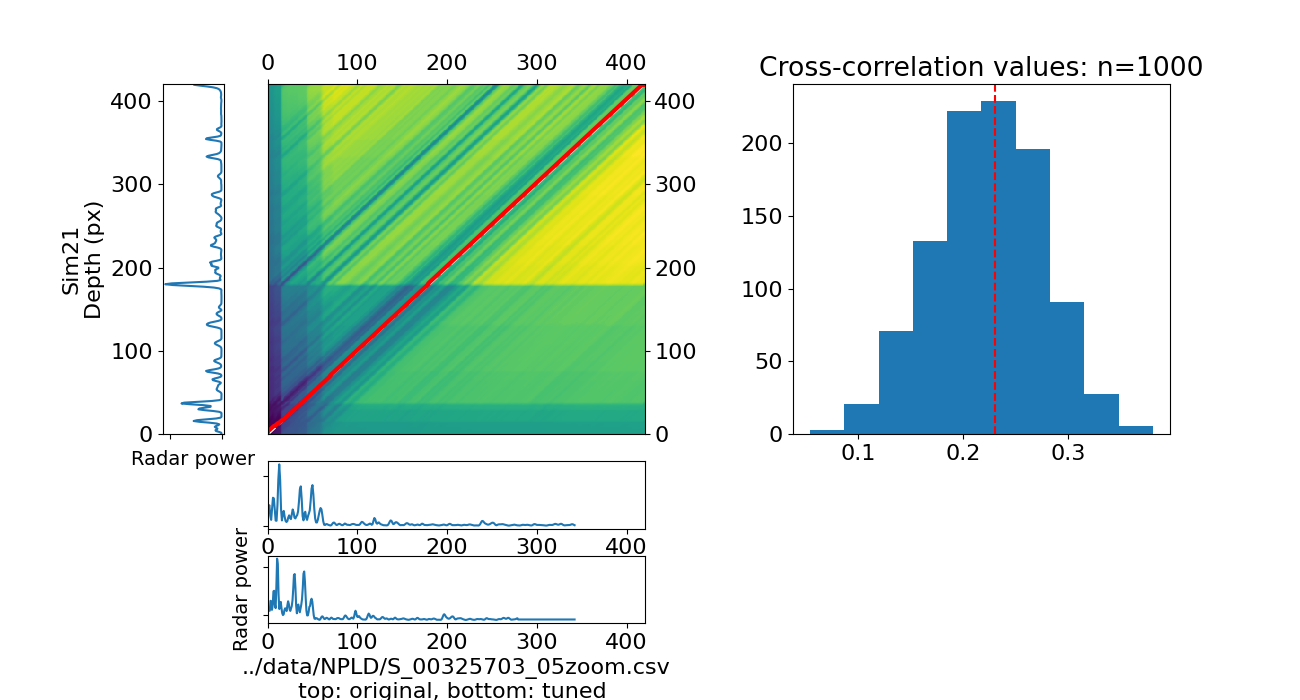 0 100 200 300 400
Cross-correlation values: n=1000
400
300
200
100
0
Sim21
Depth (px)
Radar power
400
300
200
100
0
200
150
100
50
0
0.1 0.2 0.3
0 100 200 300 400
Radar power
0 100 200 300 400
../data/NPLD/S_00325703_05zoom.csv
top: original, bottom: tuned